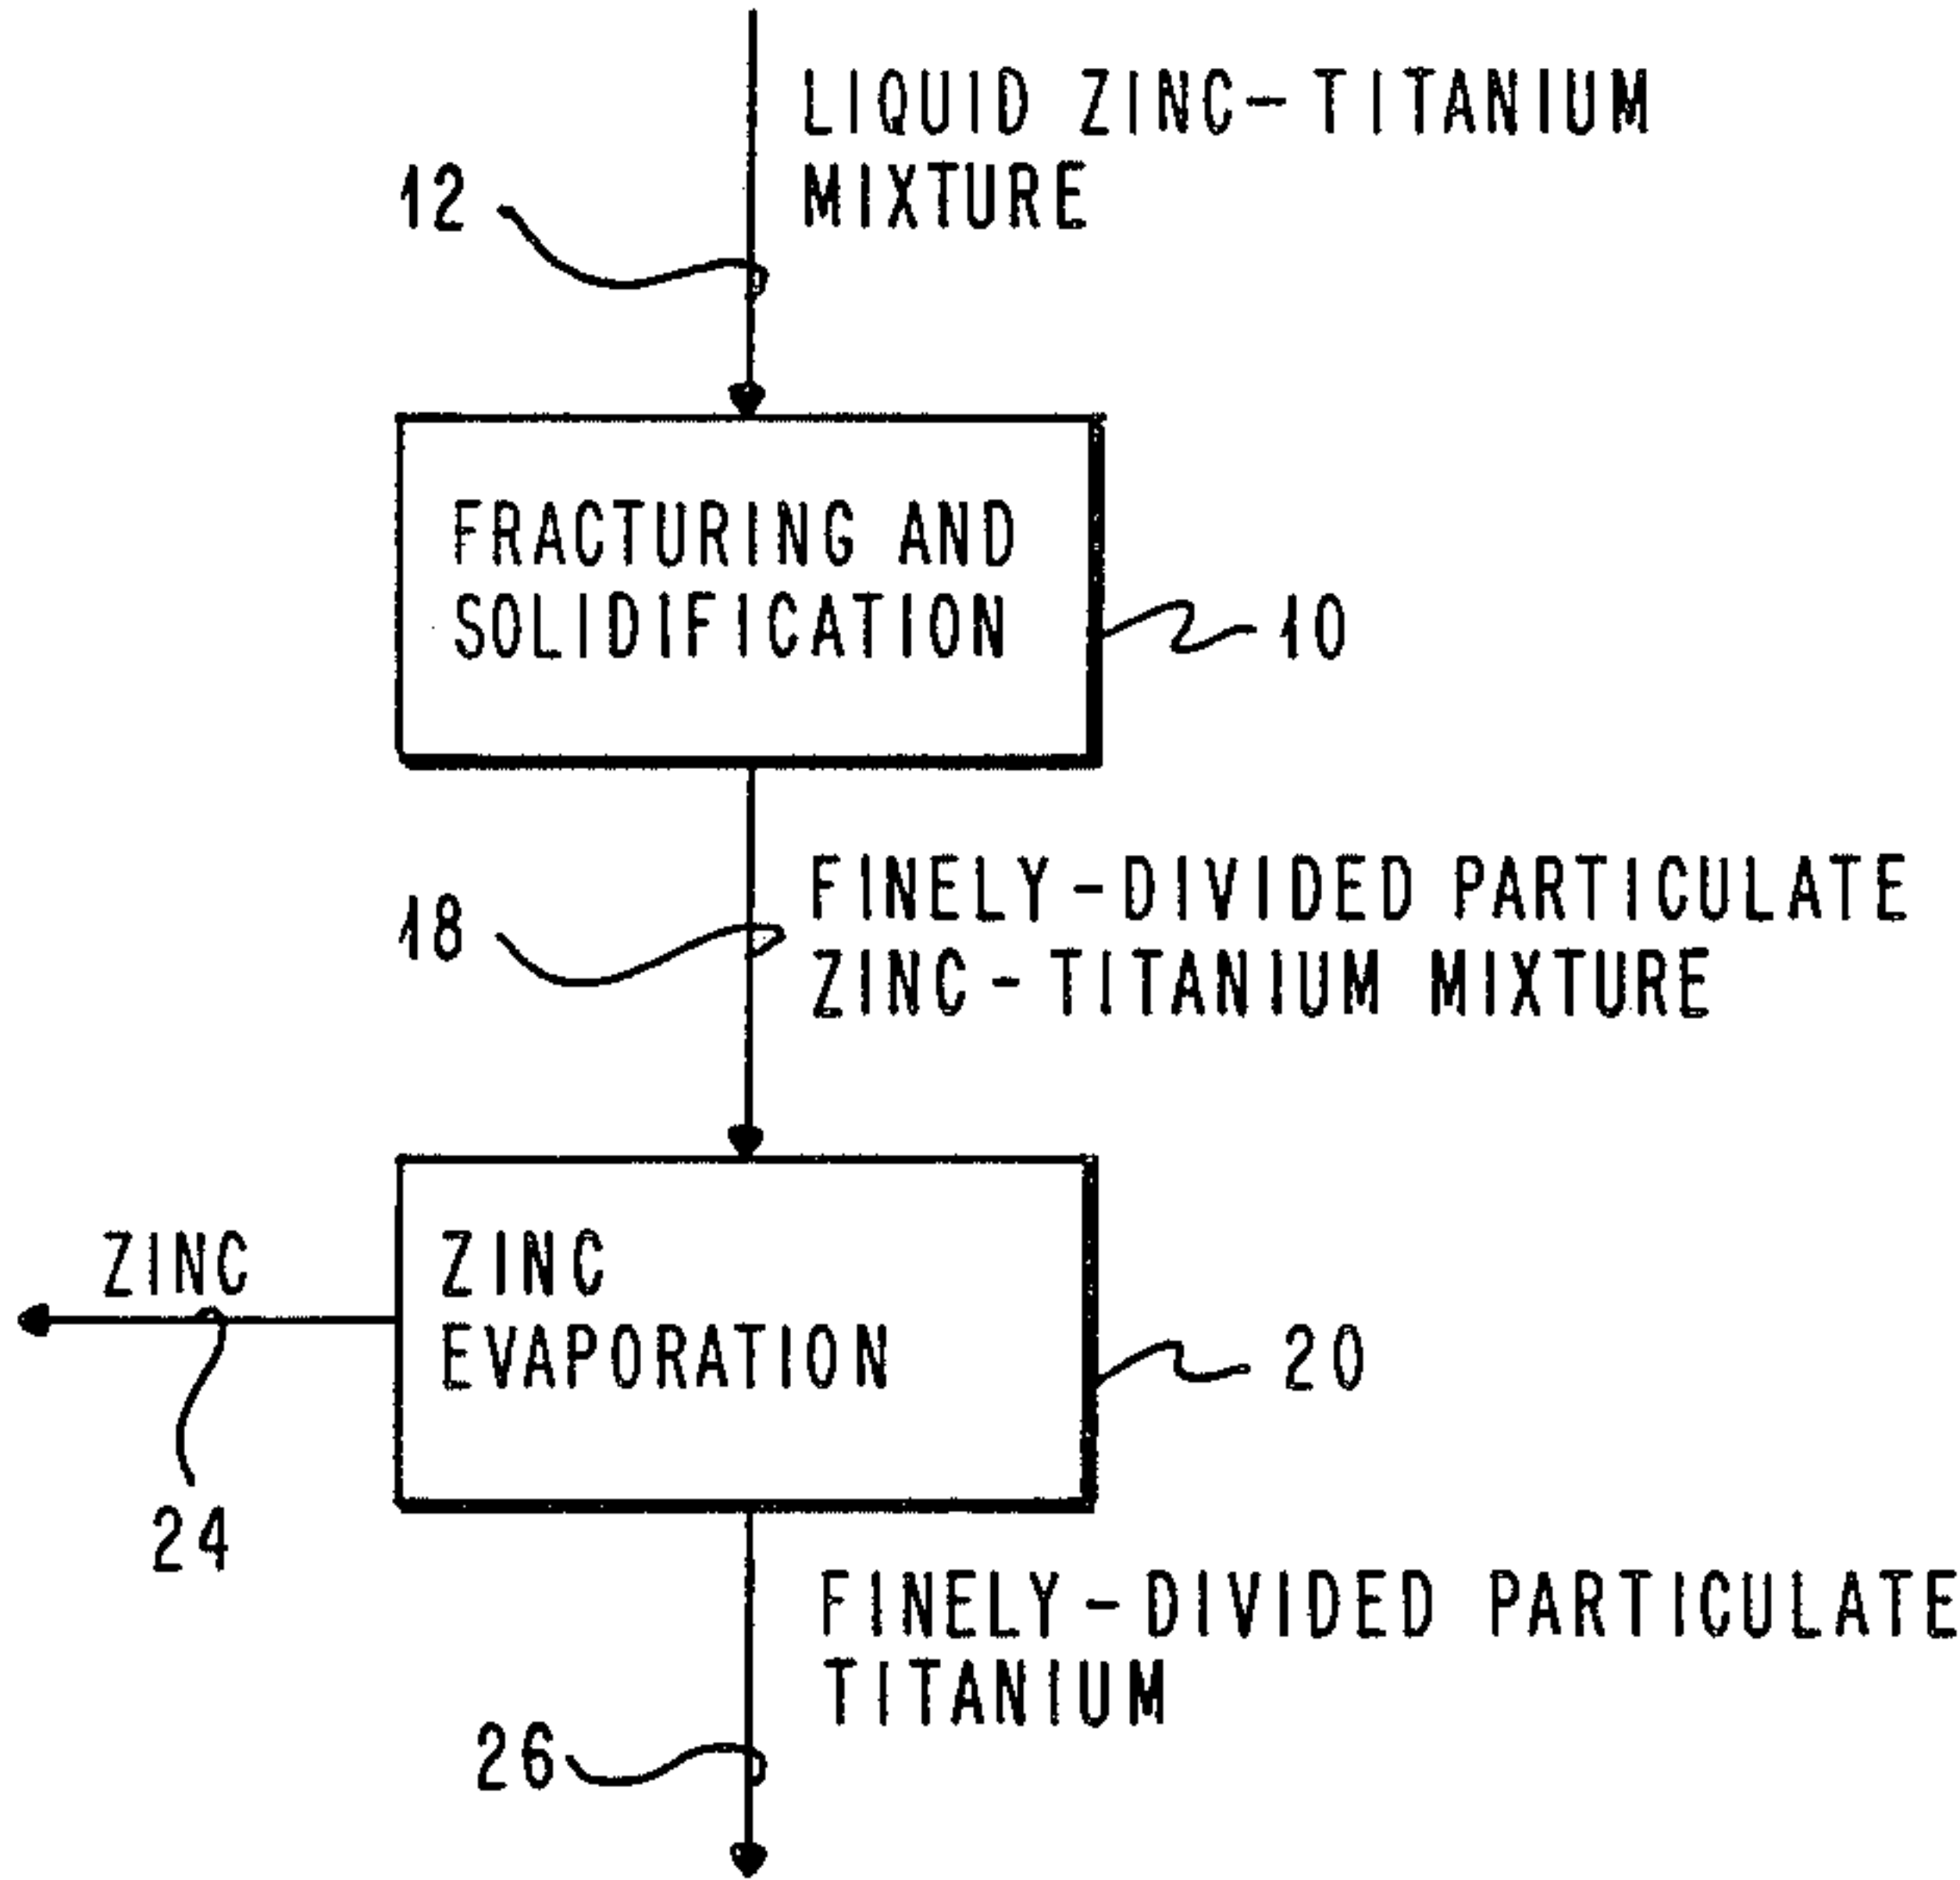 LIQUID ZINC-TITANIUM
MIXTURE
12
FRACTURING AND
SOLIDIFICATION
10
FINELY-DIVIDED PARTICULATE
ZINC-TITANIUM MIXTURE
18
ZINC
ZINC
EVAPORATION
20
24
FINELY-DIVIDED PARTICULATE
TITANIUM
26